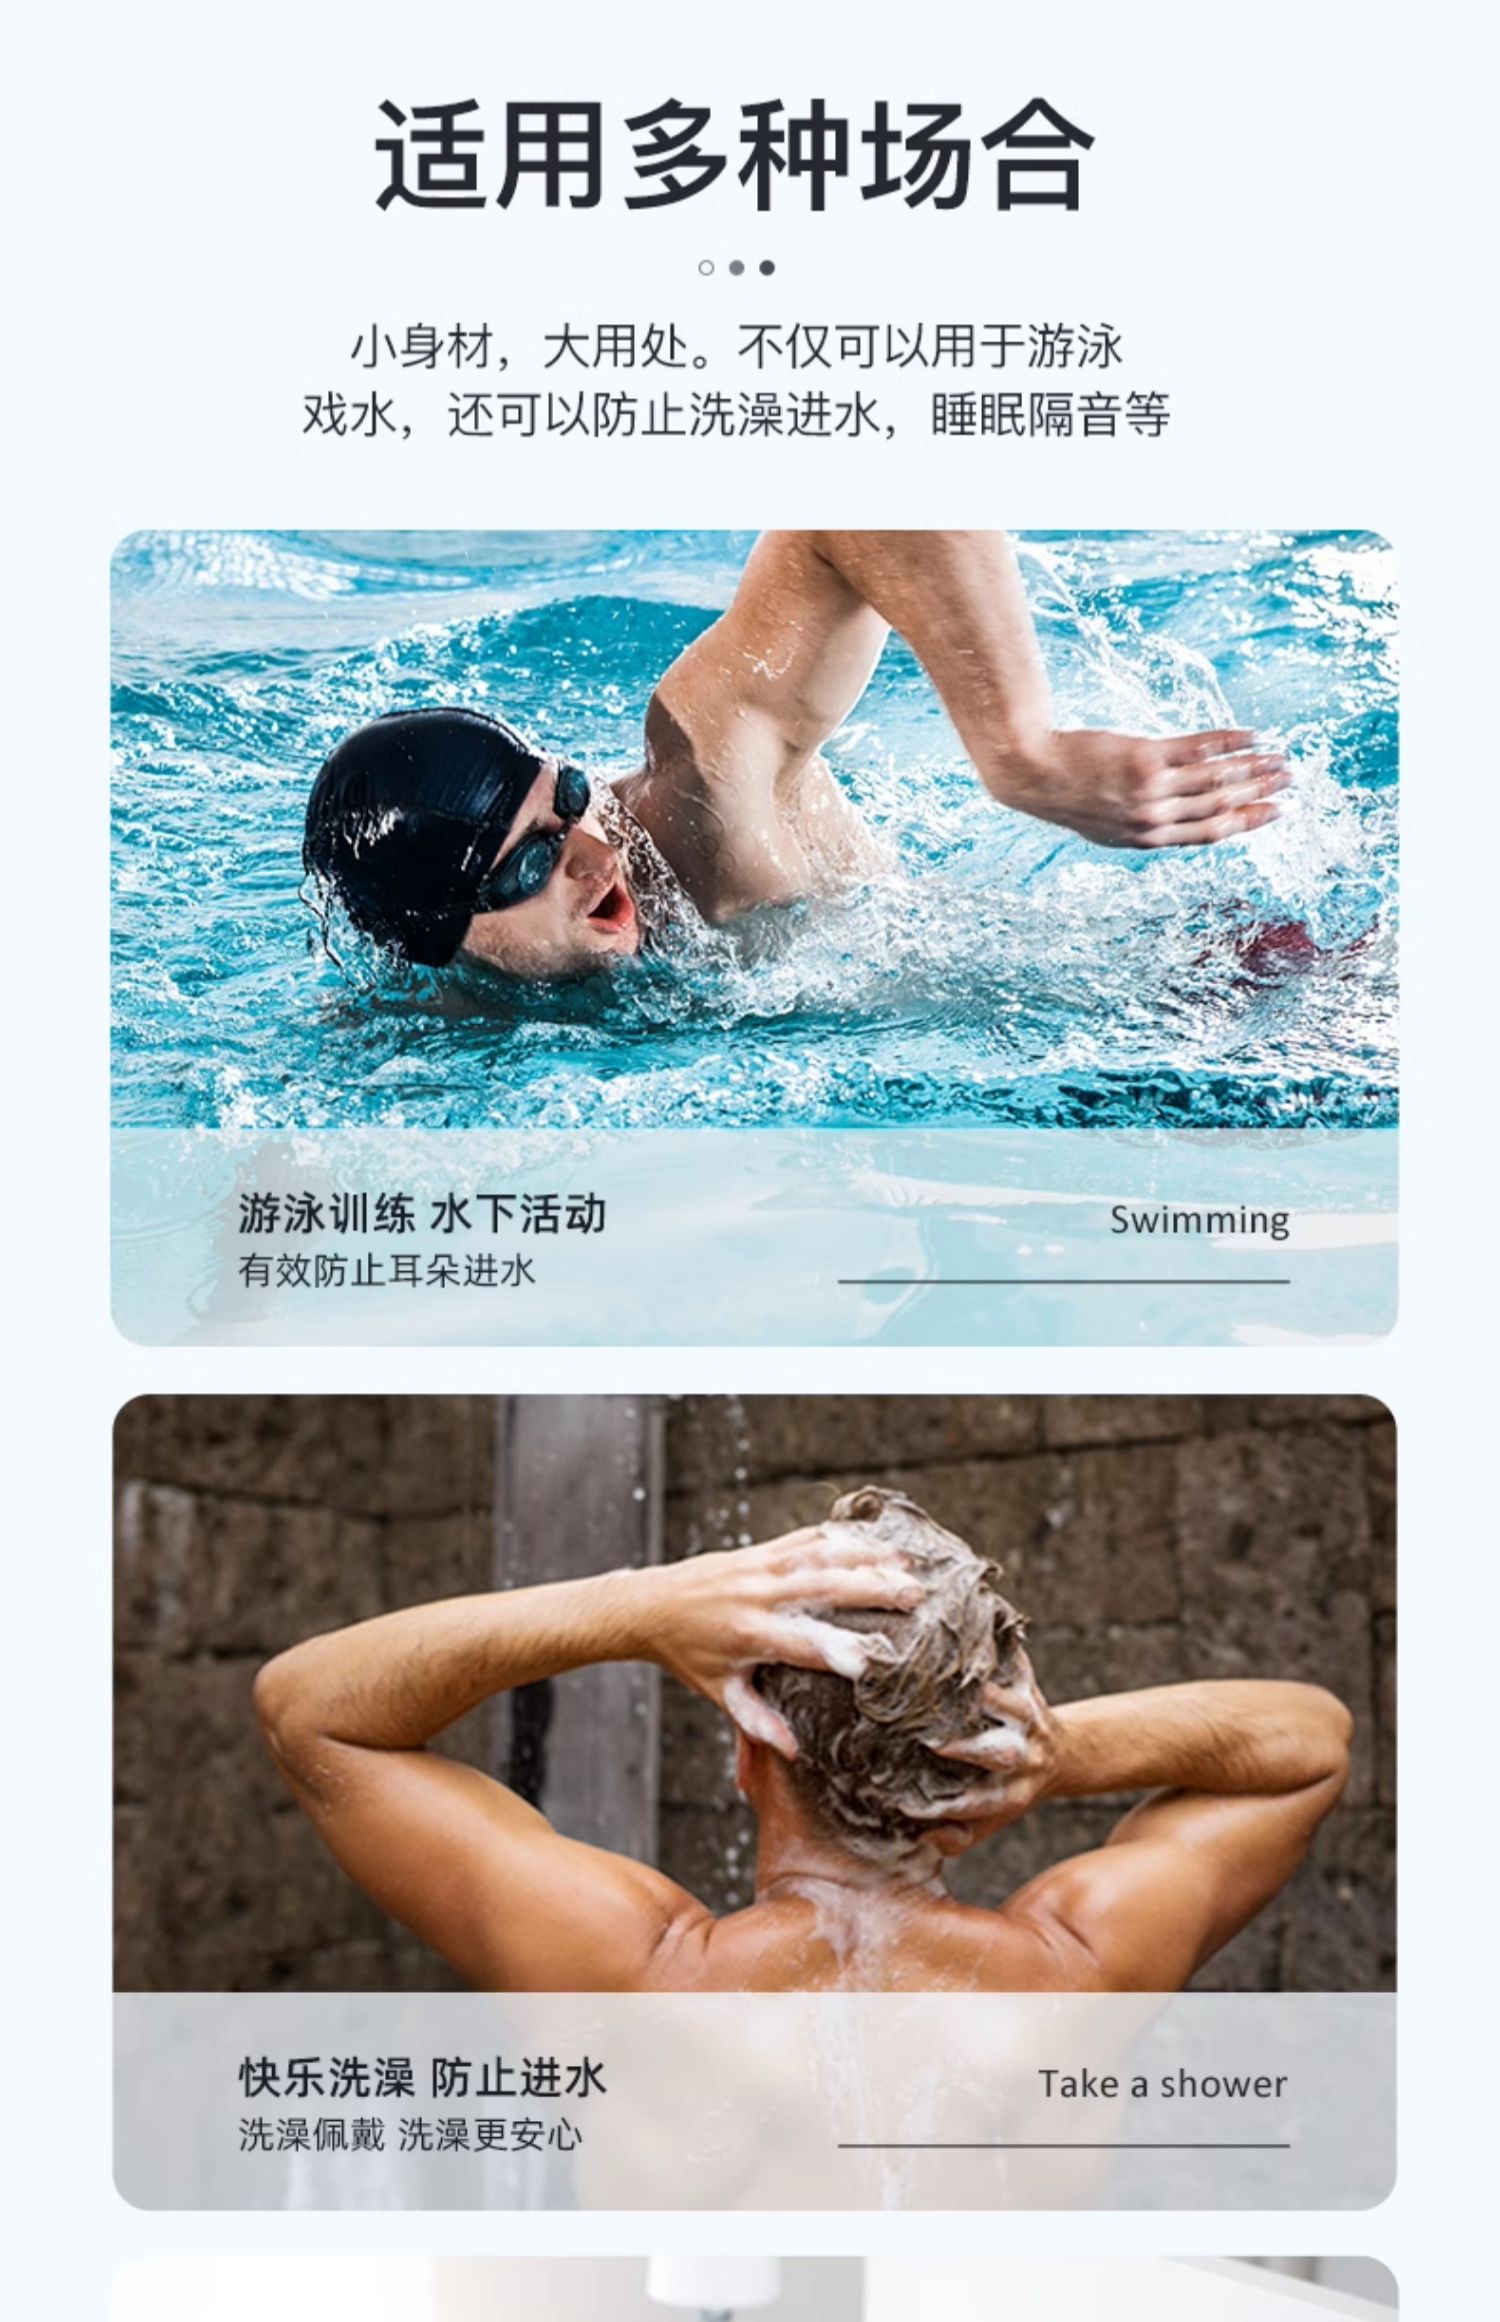 适用多种场合
小身材，大用处。不仅可以用于游泳
戏水，还可以防止洗澡进水，睡眠隔音等
游泳训练 水下活动
Swimming
有效防止耳朵进水
快乐洗澡 防止进水
Take a shower
洗澡佩戴 洗澡更安心